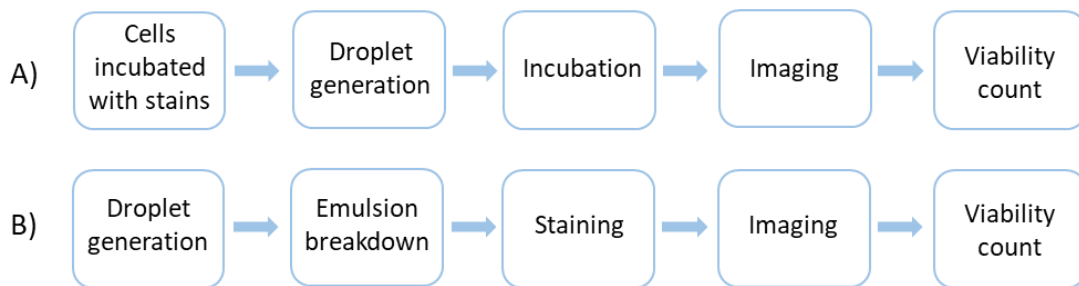 A)
Cells
incubated
with stains
Droplet
generation
Incubation
Imaging
Viability
count
B)
Droplet
generation
Emulsion
breakdown
Staining
Imaging
Viability
count